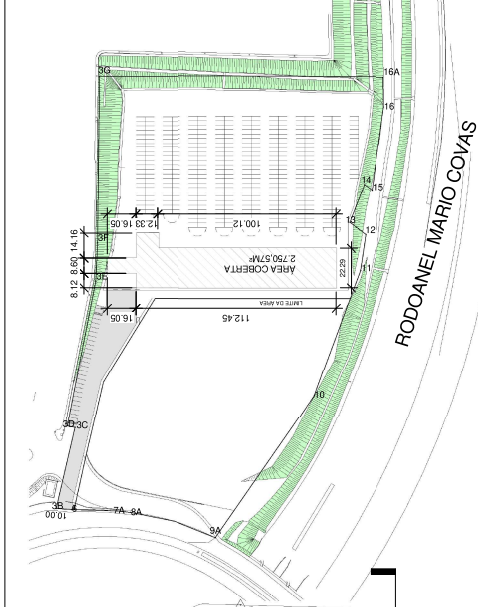 3G
16A
16
14
15
13
12
11
16.05
12.33
100.12
14.16
8.60
8.12
3F
3E
ÁREA COBERTA
2.750,57M²
22.29
LIMITE DA ÁREA
16.05
112.45
RODOANEL MARIO COVAS
10
3D
3C
3B
10.00
7A
8A
9A